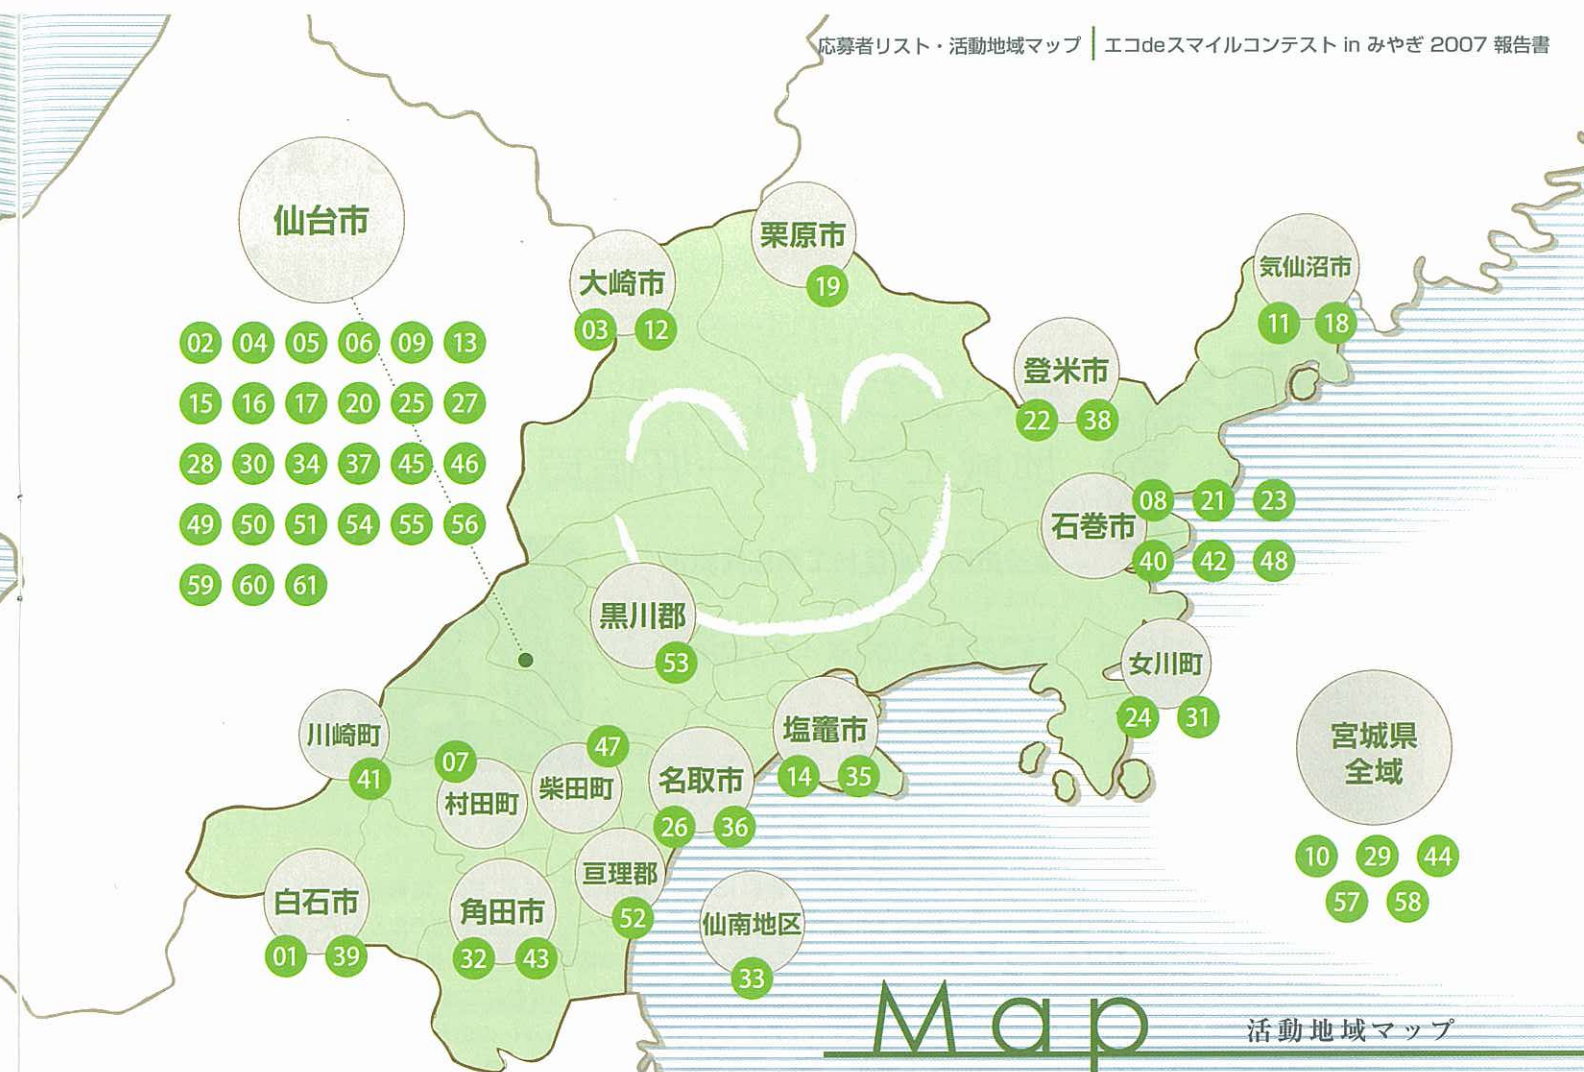 応募者リスト・活動地域マップ エコdeスマイルコンテスト in みやぎ 2007 報告書
仙台市
02 04 05 06 09 13
15 16 17 20 25 27
28 30 34 37 45 46
49 50 51 54 55 56
59 60 61
大崎市
03 12
栗原市
19
気仙沼市
11 18
登米市
22 38
石巻市
08 21 23
40 42 48
黒川郡
53
女川町
24 31
川崎町
41
07
村田町
47
柴田町
名取市
26 36
塩竈市
14 35
宮城県
全域
10 29 44
57 58
白石市
01 39
角田市
32 43
亘理郡
52
仙南地区
33
Map
活動地域マップ